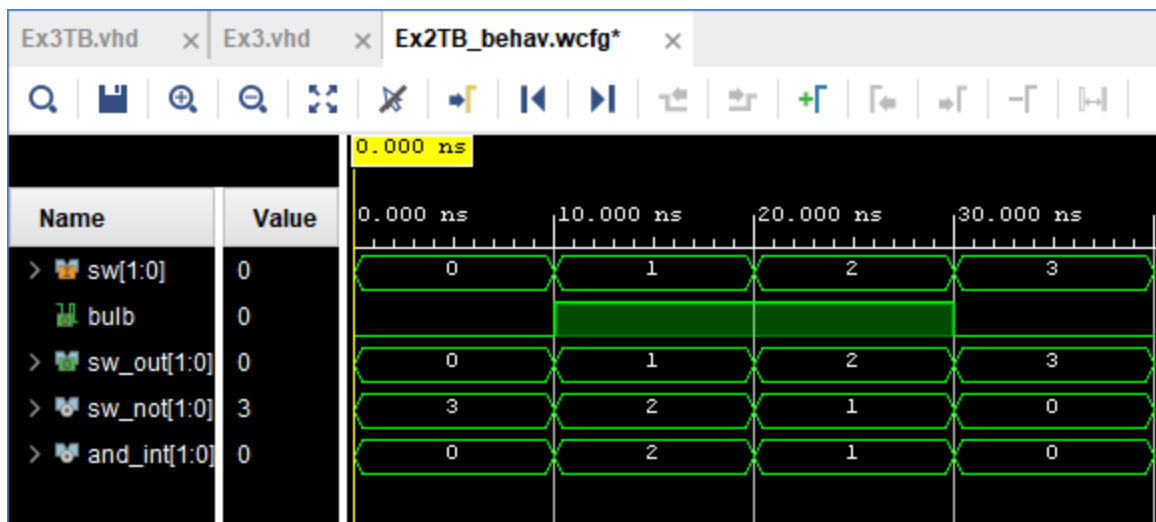 Ex3TB.vhd × Ex3.vhd × Ex2TB_behav.wcfg* ×
0.000 ns
Name Value 0.000 ns 10.000 ns 20.000 ns 30.000 ns
sw[1:0] 0 0 1 2 3
bulb 0
sw_out[1:0] 0 0 1 2 3
sw_not[1:0] 3 3 2 1 0
and_int[1:0] 0 0 2 1 0